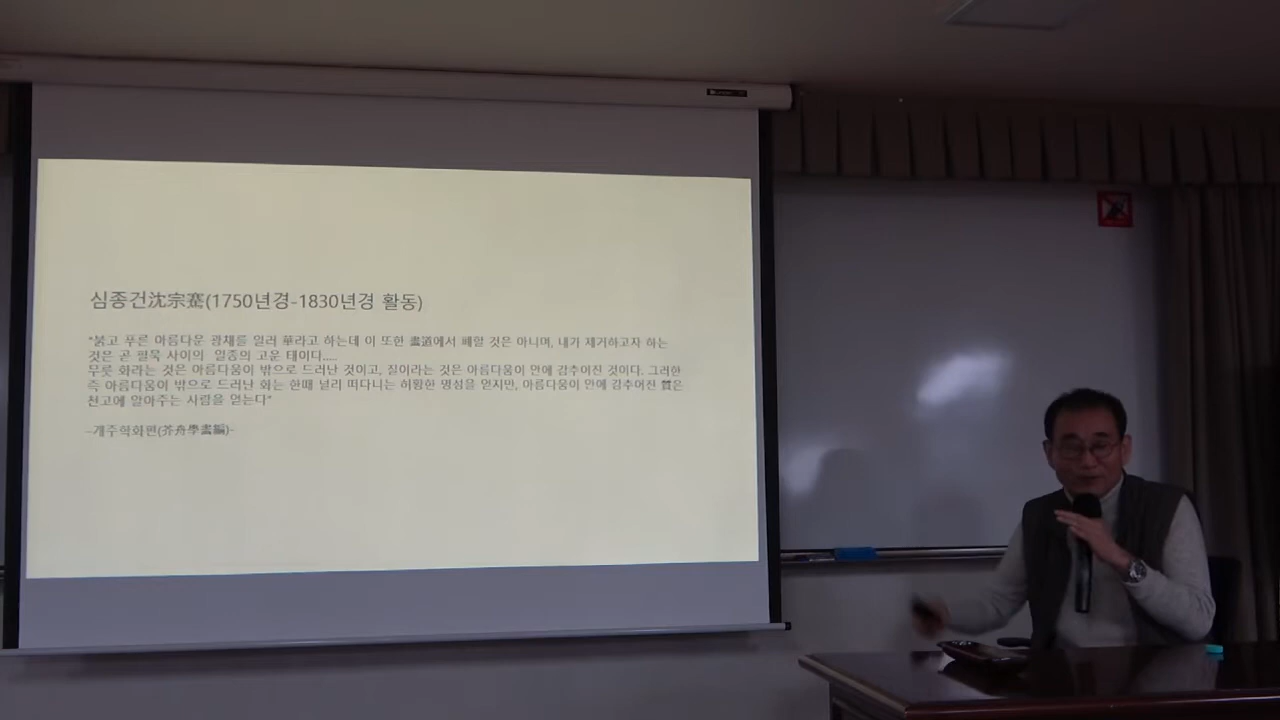 심종건沈宗蹇(1750년경-1830년경 활동)
"붉고 푸른 아름다운 광채를 일러 華라고 하는데 이 또한 畫道에서 폐할 것은 아니며, 내가 제거하고자 하는
것은 곧 필묵 사이의 일종의 고운 태이다.....
무릇 화라는 것은 아름다움이 밖으로 드러난 것이고, 질이라는 것은 아름다움이 안에 감추어진 것이다. 그러한
즉 아름다움이 밖으로 드러난 화는 한때 널리 떠다니는 허황한 명성을 얻지만, 아름다움이 안에 감추어진 質은
천고에 알아주는 사람을 얻는다"
-개주학화편(芥舟學畫編)-